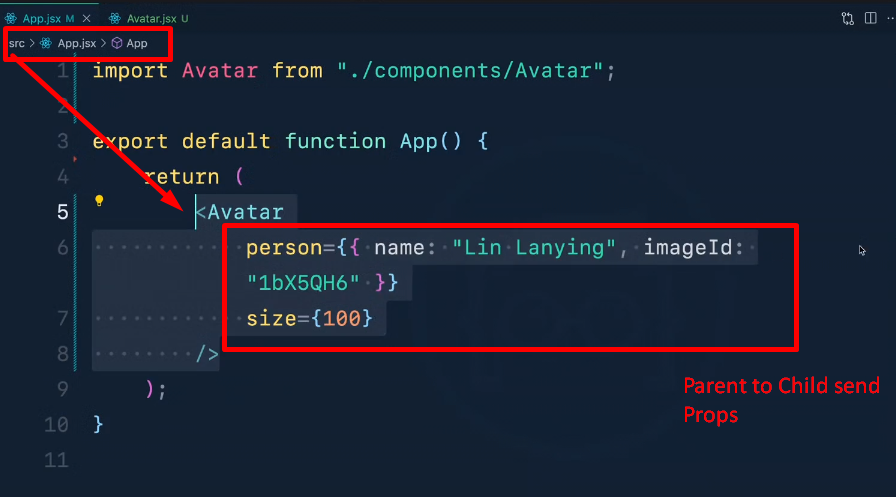 App.jsx M × Avatar.jsx U
src > App.jsx > App
1 import Avatar from "./components/Avatar";
2
3 export default function App() {
4 return (
5 <Avatar
6 person={{ name: "Lin Lanying", imageId:
"1bX5QH6" }}
7 size={100}
8 />
9 );
10 }
11
Parent to Child send
Props